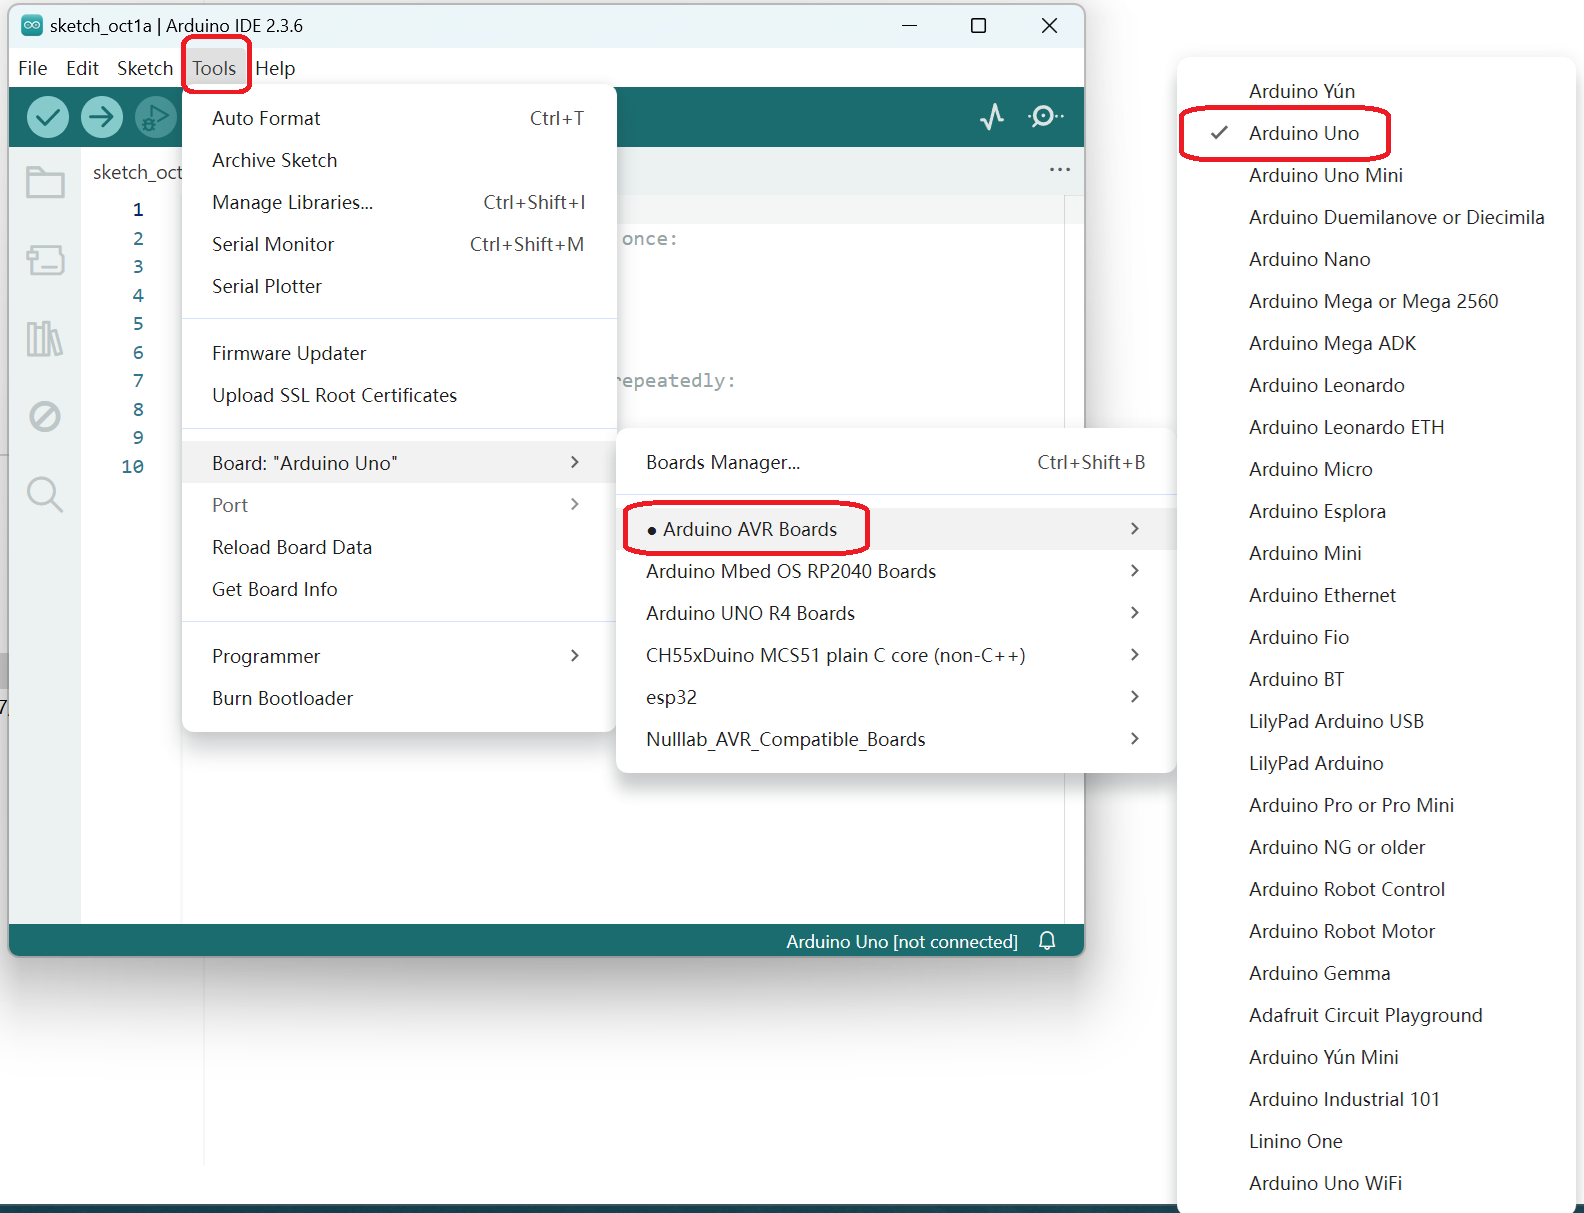 sketch_oct1a | Arduino IDE 2.3.6
File Edit Sketch Tools Help
sketch_oct
1
2 once:
3
4
5
6
7 repeatedly:
8
9
10
Auto Format Ctrl+T
Archive Sketch
Manage Libraries... Ctrl+Shift+I
Serial Monitor Ctrl+Shift+M
Serial Plotter
Firmware Updater
Upload SSL Root Certificates
Board: "Arduino Uno"
Port
Reload Board Data
Get Board Info
Programmer
Burn Bootloader
Boards Manager... Ctrl+Shift+B
● Arduino AVR Boards
Arduino Mbed OS RP2040 Boards
Arduino UNO R4 Boards
CH55xDuino MCS51 plain C core (non-C++)
esp32
Nulllab_AVR_Compatible_Boards
Arduino Yún
✓ Arduino Uno
Arduino Uno Mini
Arduino Duemilanove or Diecimila
Arduino Nano
Arduino Mega or Mega 2560
Arduino Mega ADK
Arduino Leonardo
Arduino Leonardo ETH
Arduino Micro
Arduino Esplora
Arduino Mini
Arduino Ethernet
Arduino Fio
Arduino BT
LilyPad Arduino USB
LilyPad Arduino
Arduino Pro or Pro Mini
Arduino NG or older
Arduino Robot Control
Arduino Robot Motor
Arduino Gemma
Adafruit Circuit Playground
Arduino Yún Mini
Arduino Industrial 101
Linino One
Arduino Uno WiFi
Arduino Uno [not connected]